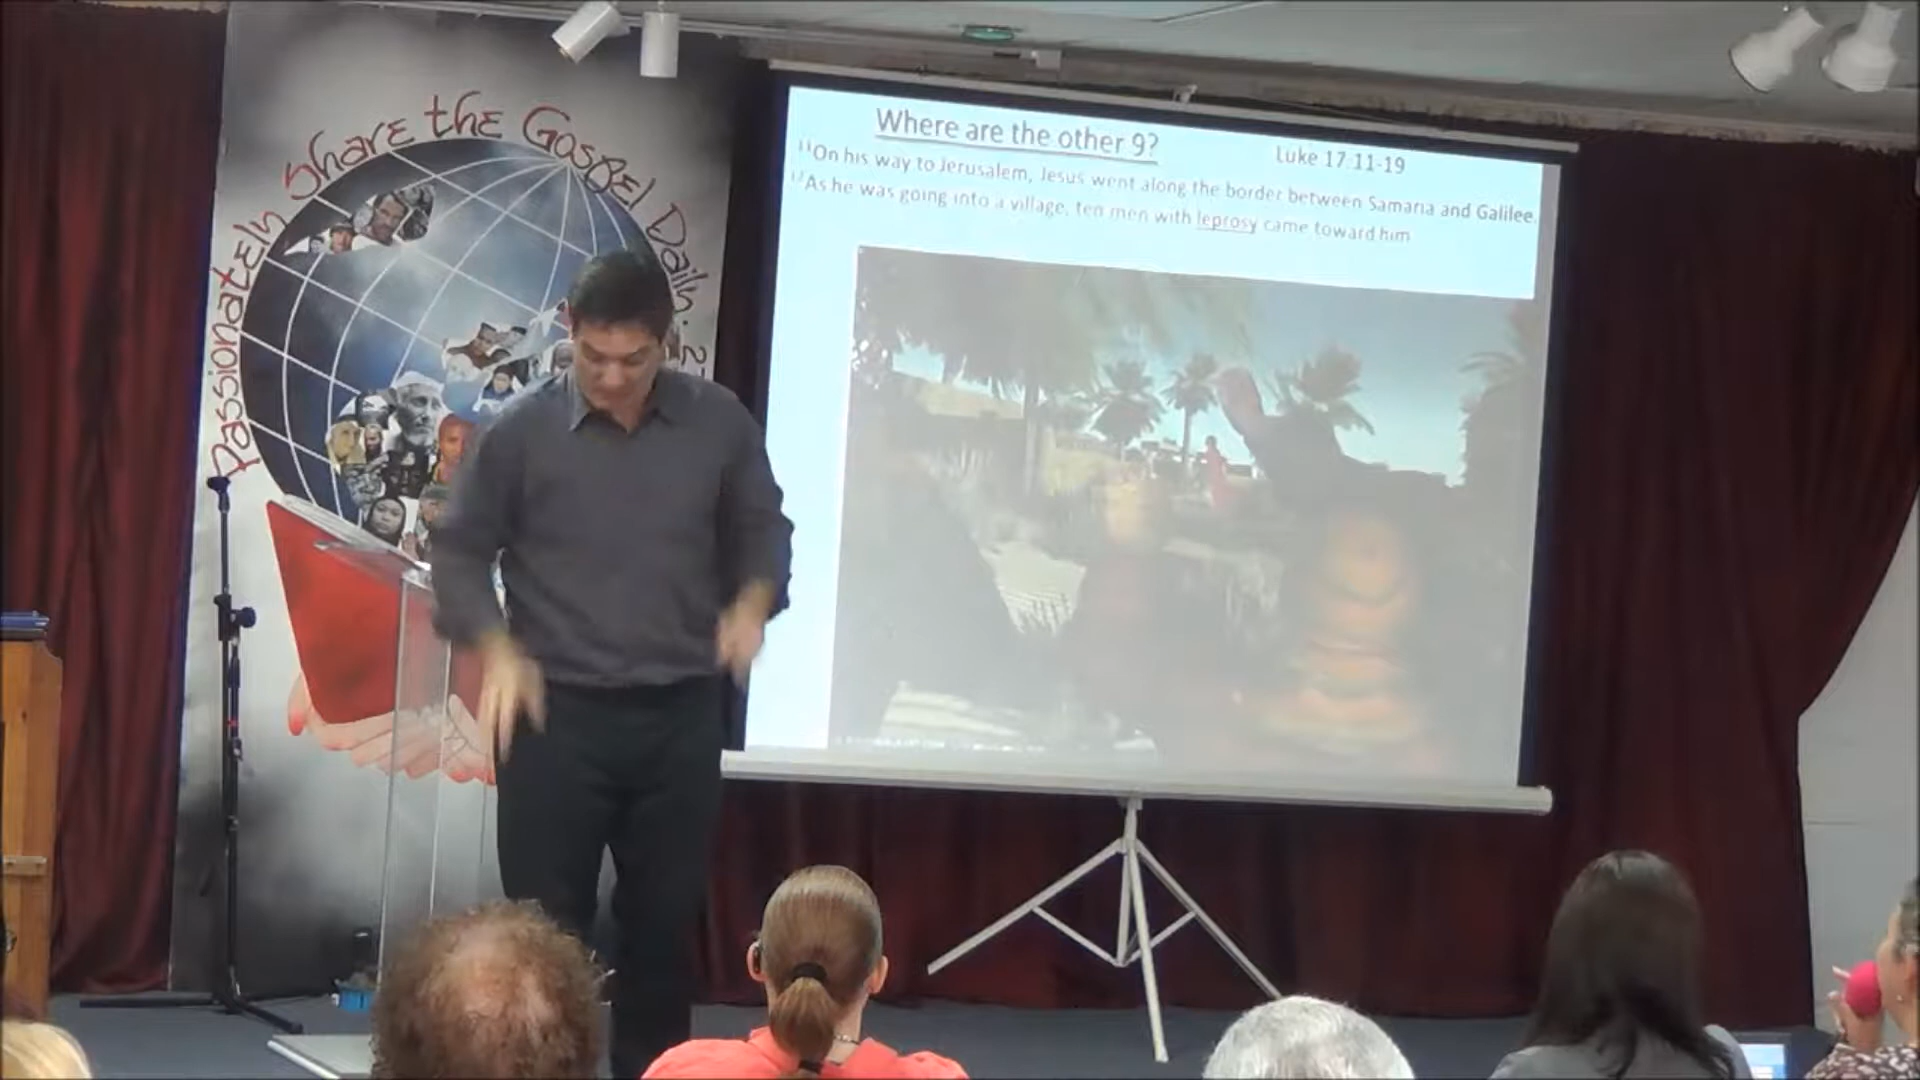 Passionately Share the Gospel Daily.
Where are the other 9?
Luke 17:11-19
¹¹On his way to Jerusalem, Jesus went along the border between Samaria and Galilee.
¹²As he was going into a village, ten men with leprosy came toward him